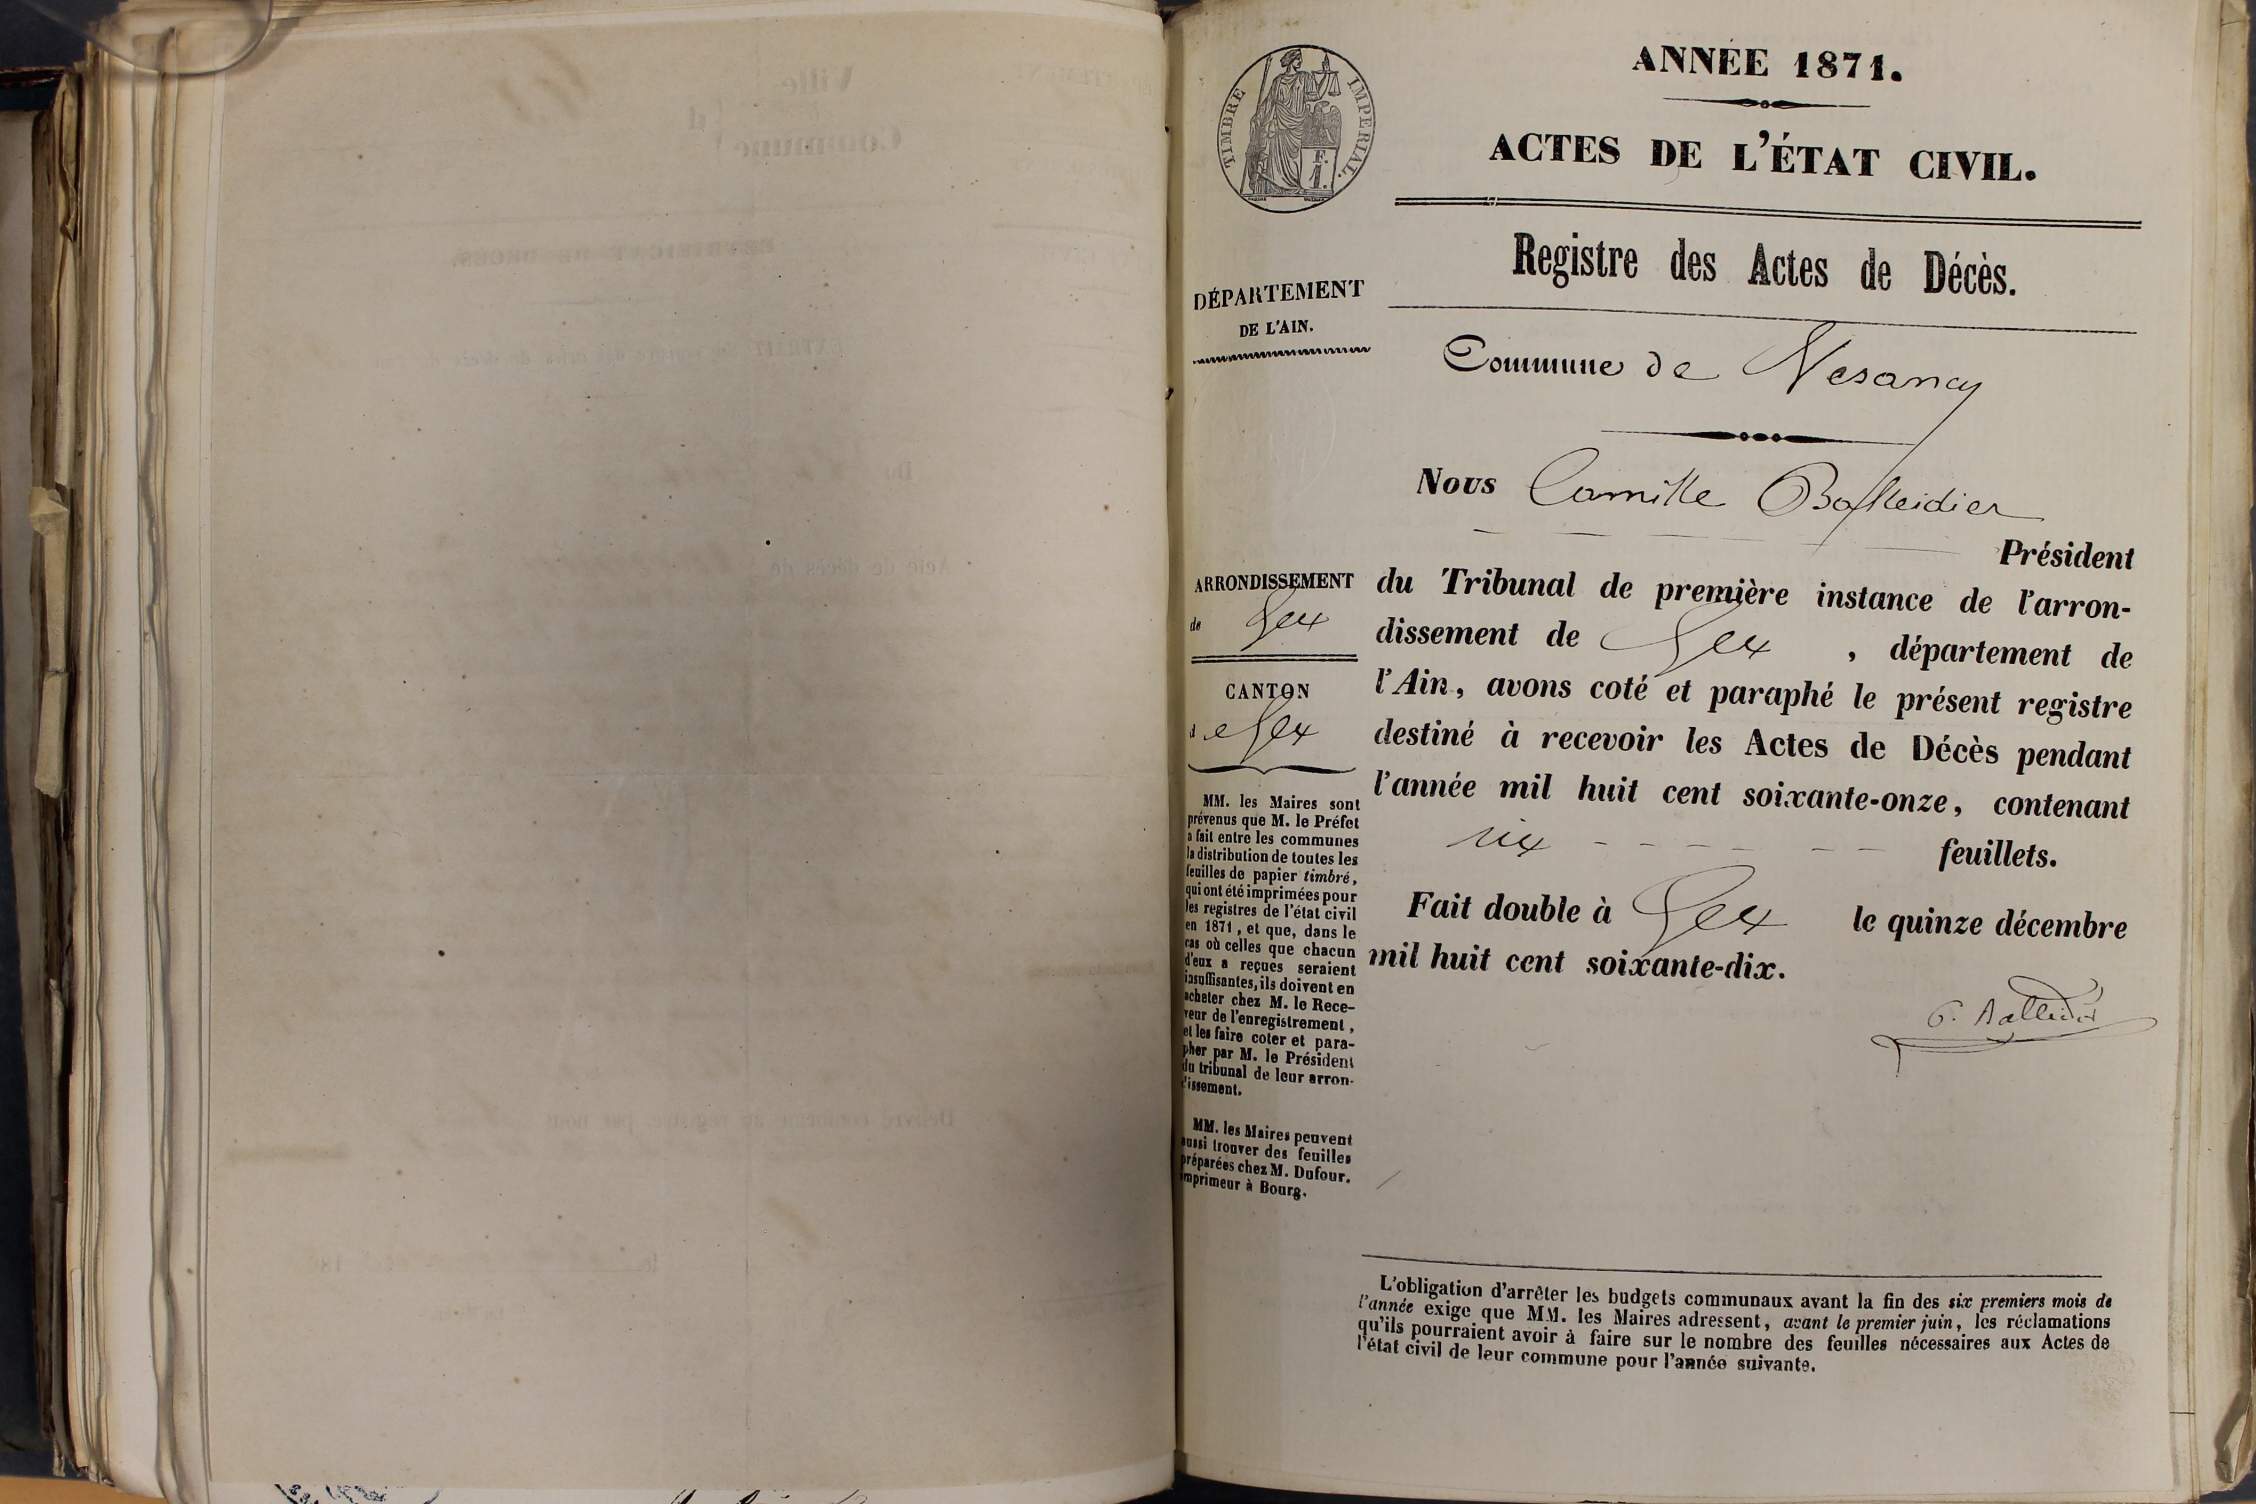 ANNÉE 1871.
ACTES DE L'ÉTAT CIVIL.
Registre des Actes de Décès.
TIMBRE IMPERIAL.
F.
1.
DÉPARTEMENT
DE L'AIN.
Commune de Vesancy
Nous Camille Balleidier
Président
du Tribunal de première instance de l'arron-
dissement de Gex , département de
l'Ain, avons coté et paraphé le présent registre
destiné à recevoir les Actes de Décès pendant
l'année mil huit cent soixante-onze, contenant
six feuillets.
Fait double à Gex le quinze décembre
mil huit cent soixante-dix.
C. Balleidier
ARRONDISSEMENT
de Gex
CANTON
de Gex
MM. les Maires sont
prévenus que M. le Préfet
a fait entre les communes
la distribution de toutes les
feuilles de papier timbré,
qui ont été imprimées pour
les registres de l'état civil
en 1871, et que, dans le
cas où celles que chacun
d'eux a reçues seraient
insuffisantes, ils doivent en
acheter chez M. le Rece-
veur de l'enregistrement,
et les faire coter et para-
pher par M. le Président
du tribunal de leur arron-
dissement.
MM. les Maires peuvent
aussi trouver des feuilles
préparées chez M. Dufour,
imprimeur à Bourg.
L'obligation d'arrêter les budgets communaux avant la fin des six premiers mois de
l'année exige que MM. les Maires adressent, avant le premier juin, les réclamations
qu'ils pourraient avoir à faire sur le nombre des feuilles nécessaires aux Actes de
l'état civil de leur commune pour l'année suivante.